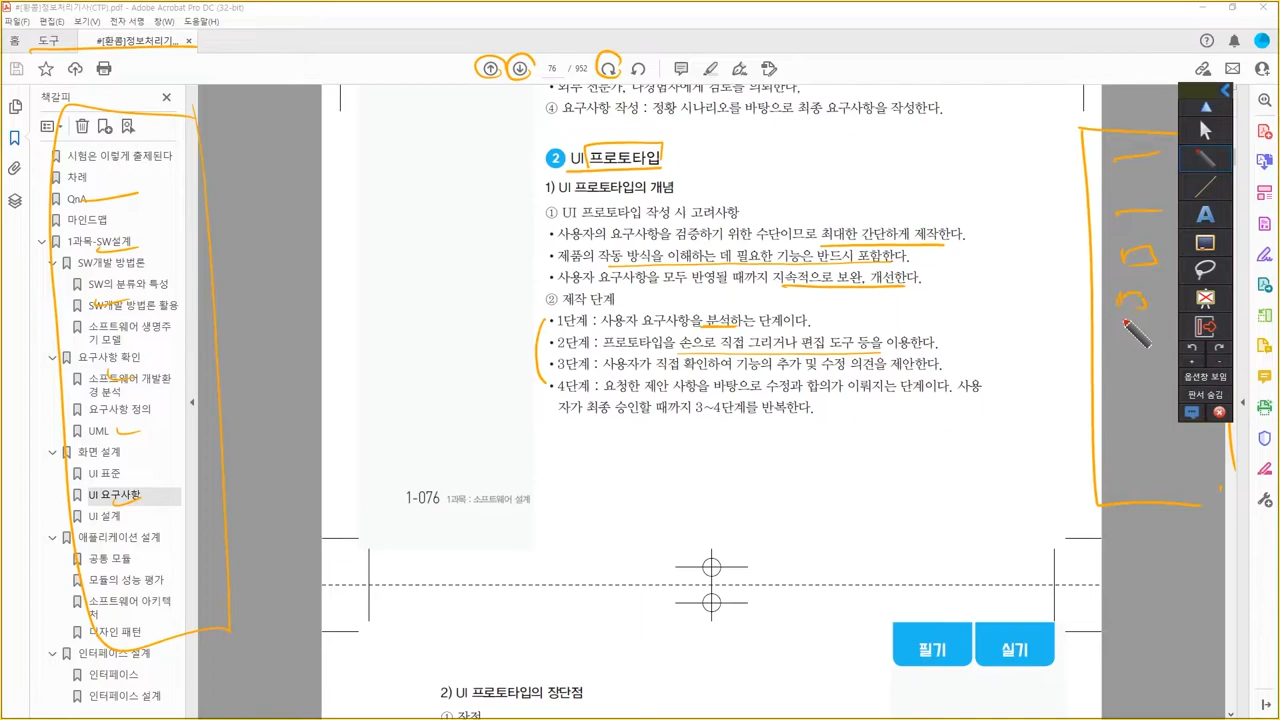 #[환콤]정보처리기사(CTP).pdf - Adobe Acrobat Pro DC (32-bit)
파일(F) 편집(E) 보기(V) 전자 서명 창(W) 도움말(H)
홈 도구 #[환콤]정보처리기...
76 / 952
책갈피
시험은 이렇게 출제된다
차례
QnA
마인드맵
1과목-SW설계
SW개발 방법론
SW의 분류와 특성
SW개발 방법론 활용
소프트웨어 생명주
기 모델
요구사항 확인
소프트웨어 개발환
경 분석
요구사항 정의
UML
화면 설계
UI 표준
UI 요구사항
UI 설계
애플리케이션 설계
공통 모듈
모듈의 성능 평가
소프트웨어 아키텍
처
디자인 패턴
인터페이스 설계
인터페이스
인터페이스 설계
• 외부 전문가, 다경험자에게 검토를 의뢰한다.
④ 요구사항 작성 : 정황 시나리오를 바탕으로 최종 요구사항을 작성한다.
2 UI 프로토타입
1) UI 프로토타입의 개념
① UI 프로토타입 작성 시 고려사항
• 사용자의 요구사항을 검증하기 위한 수단이므로 최대한 간단하게 제작한다.
• 제품의 작동 방식을 이해하는 데 필요한 기능은 반드시 포함한다.
• 사용자 요구사항을 모두 반영될 때까지 지속적으로 보완, 개선한다.
② 제작 단계
• 1단계 : 사용자 요구사항을 분석하는 단계이다.
• 2단계 : 프로토타입을 손으로 직접 그리거나 편집 도구 등을 이용한다.
• 3단계 : 사용자가 직접 확인하여 기능의 추가 및 수정 의견을 제안한다.
• 4단계 : 요청한 제안 사항을 바탕으로 수정과 합의가 이뤄지는 단계이다. 사용
자가 최종 승인할 때까지 3~4단계를 반복한다.
1-076 1과목 : 소프트웨어 설계
필기 실기
2) UI 프로토타입의 장단점
① 장점
A
옵션창 보임
판서 숨김